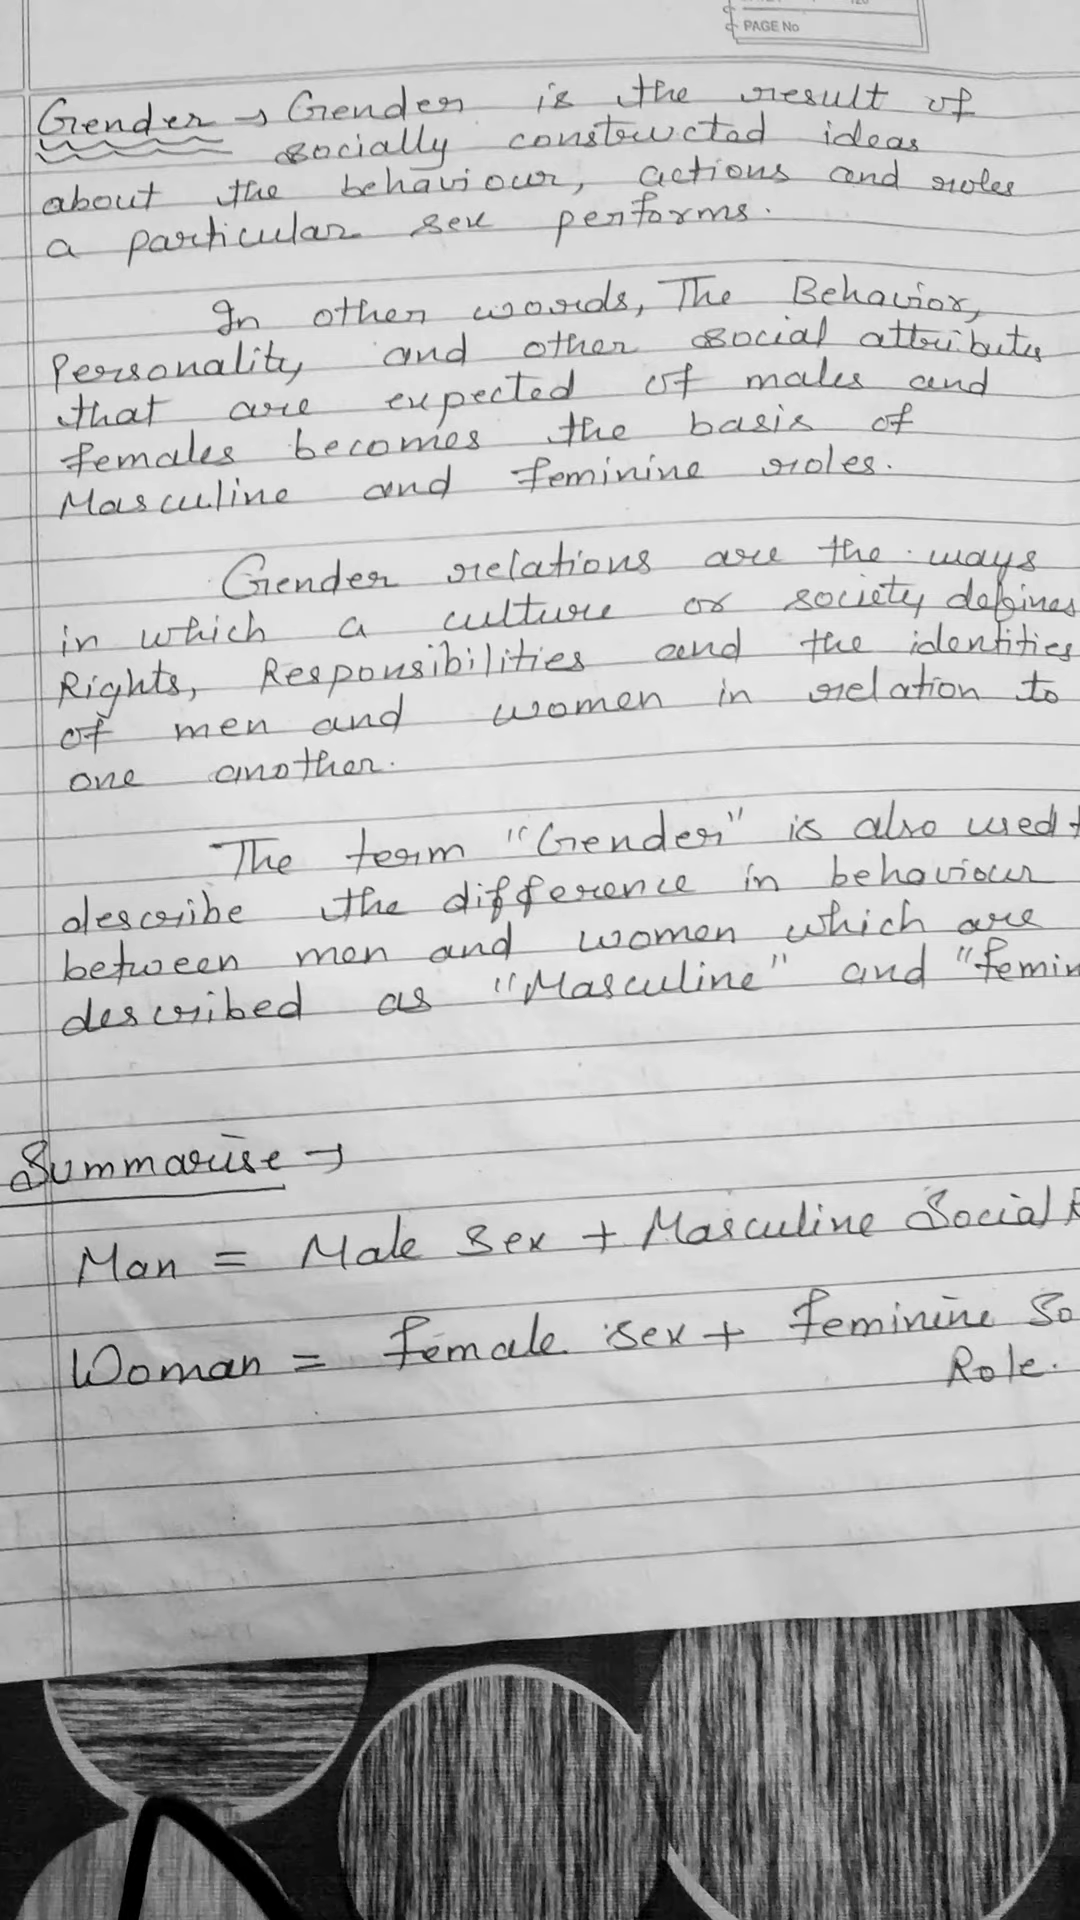 PAGE No
Gender → Gender is the result of
socially constructed ideas
about the behaviour, actions and roles
a particular sex performs.
In other words, The Behavior,
Personality and other social attributes
that are expected of males and
females becomes the basis of
Masculine and feminine roles.
Gender relations are the ways
in which a culture or society defines
Rights, Responsibilities and the identities
of men and women in relation to
one another.
The term "Gender" is also used
describe the difference in behaviour
between men and women which are
described as "Masculine" and "femin
Summarise →
Man = Male Sex + Masculine Social R
Woman = female sex + feminine So
Role.